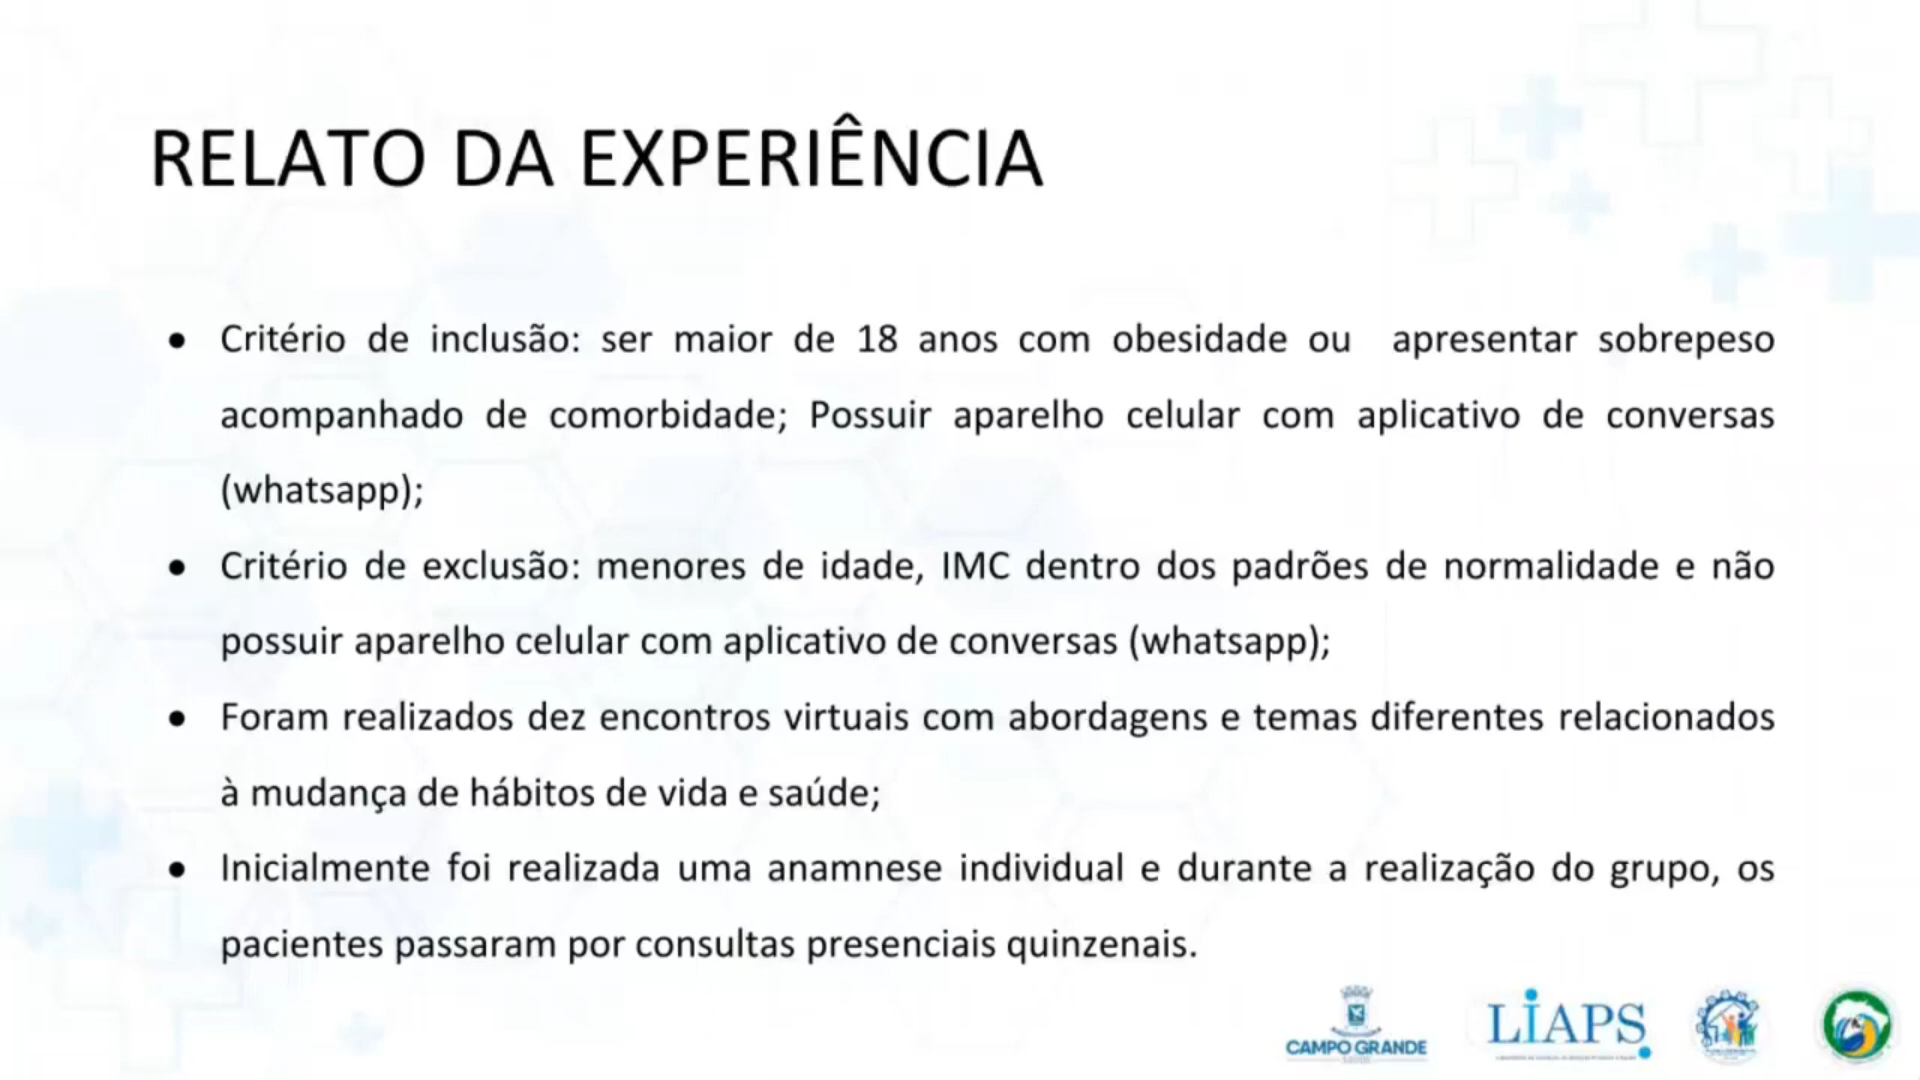 RELATO DA EXPERIÊNCIA
• Critério de inclusão: ser maior de 18 anos com obesidade ou apresentar sobrepeso
acompanhado de comorbidade; Possuir aparelho celular com aplicativo de conversas
(whatsapp);
• Critério de exclusão: menores de idade, IMC dentro dos padrões de normalidade e não
possuir aparelho celular com aplicativo de conversas (whatsapp);
• Foram realizados dez encontros virtuais com abordagens e temas diferentes relacionados
à mudança de hábitos de vida e saúde;
• Inicialmente foi realizada uma anamnese individual e durante a realização do grupo, os
pacientes passaram por consultas presenciais quinzenais.
CAMPO GRANDE
LiAPS